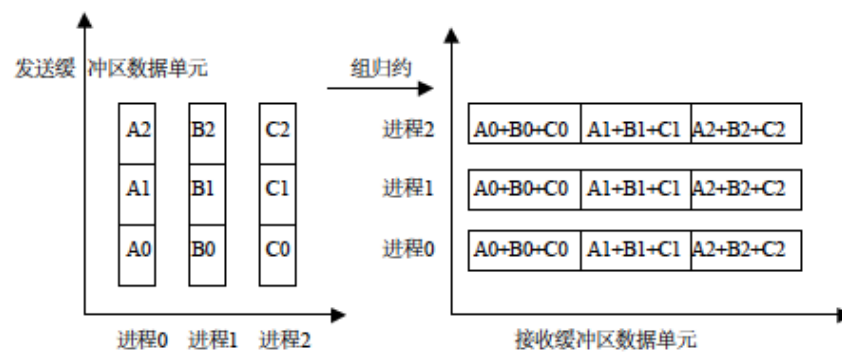 发送缓冲区数据单元
A2 B2 C2
A1 B1 C1
A0 B0 C0
进程0 进程1 进程2
组归约
进程2 A0+B0+C0 A1+B1+C1 A2+B2+C2
进程1 A0+B0+C0 A1+B1+C1 A2+B2+C2
进程0 A0+B0+C0 A1+B1+C1 A2+B2+C2
接收缓冲区数据单元